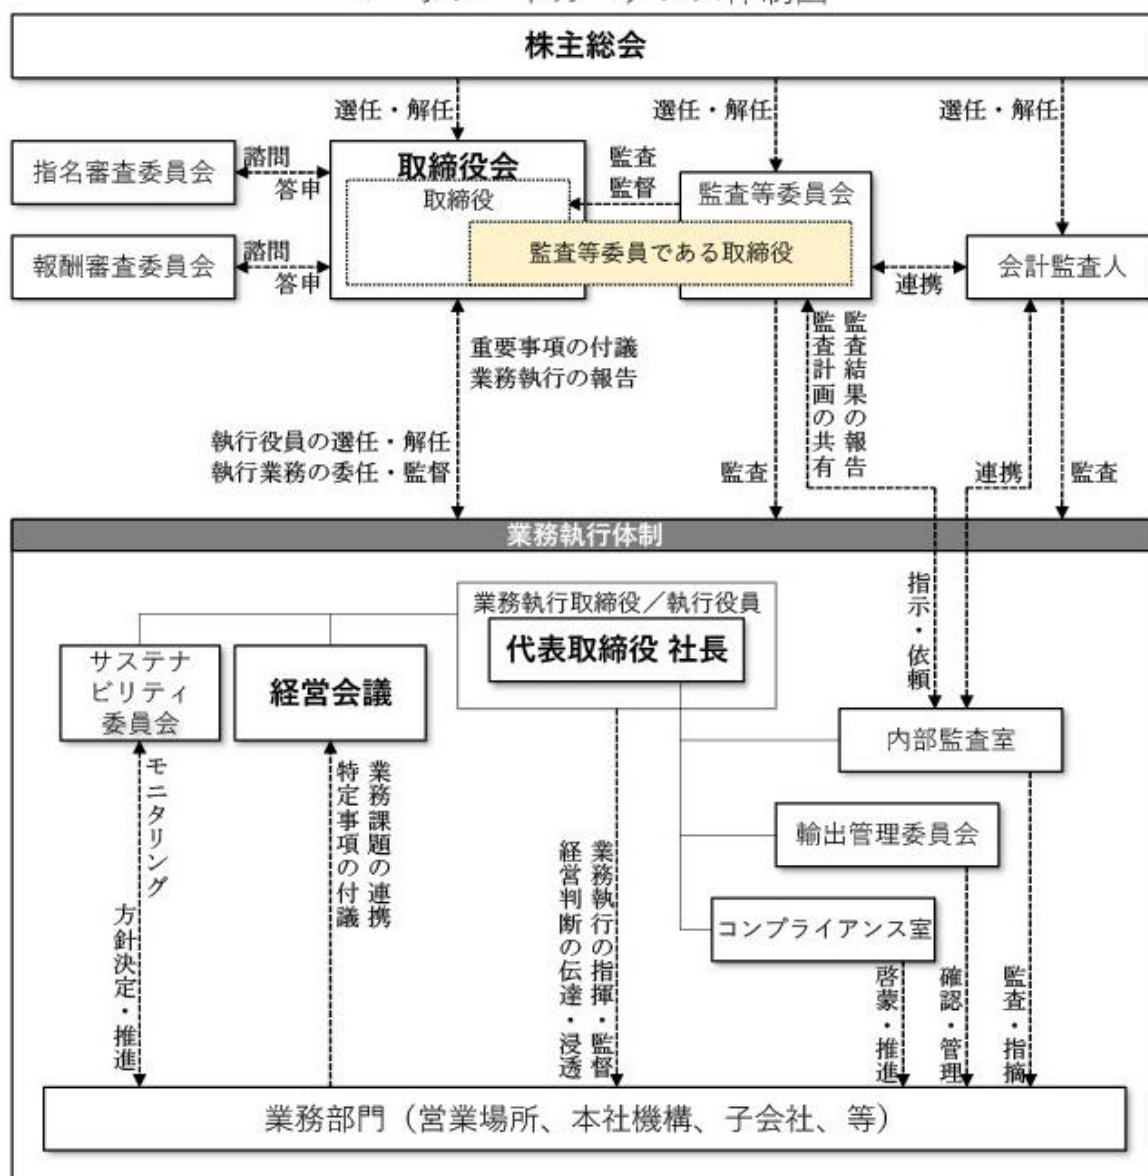 株主総会
選任・解任
選任・解任
選任・解任
指名審査委員会
諮問
答申
取締役会
取締役
監査
監督
監査等委員会
監査等委員である取締役
報酬審査委員会
諮問
答申
連携
会計監査人
重要事項の付議
業務執行の報告
執行役員の選任・解任
執行業務の委任・監督
監査
監査結果の報告
監査計画の共有
連携
監査
業務執行体制
業務執行取締役／執行役員
代表取締役 社長
サステナ
ビリティ
委員会
経営会議
指示・依頼
内部監査室
輸出管理委員会
コンプライアンス室
モニタリング
方針決定・推進
業務課題の連携
特定事項の付議
業務執行の指揮・監督
経営判断の伝達・浸透
啓蒙・推進
確認・管理
監査・指摘
業務部門（営業場所、本社機構、子会社、等）